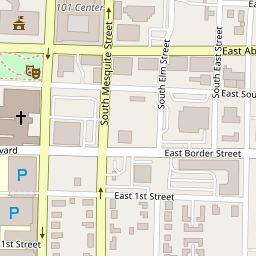 101 Center
South Mesquite Street
South Elm Street
South East Street
East Ab
East Sou
vard
East Border Street
P
East 1st Street
P
1st Street